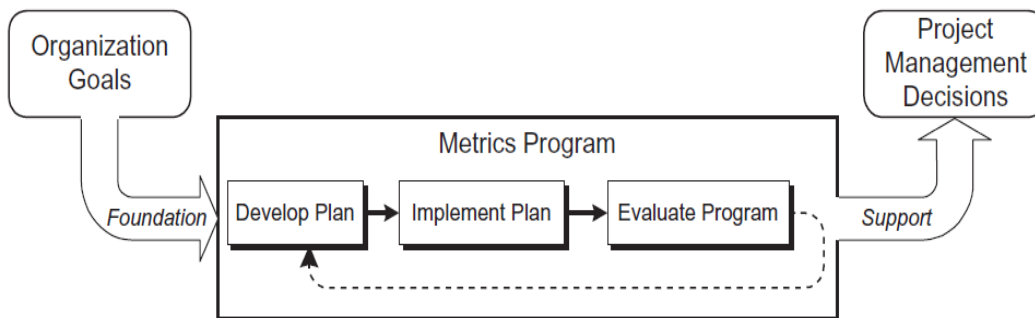 Organization
Goals
Project
Management
Decisions
Metrics Program
Foundation
Develop Plan
Implement Plan
Evaluate Program
Support